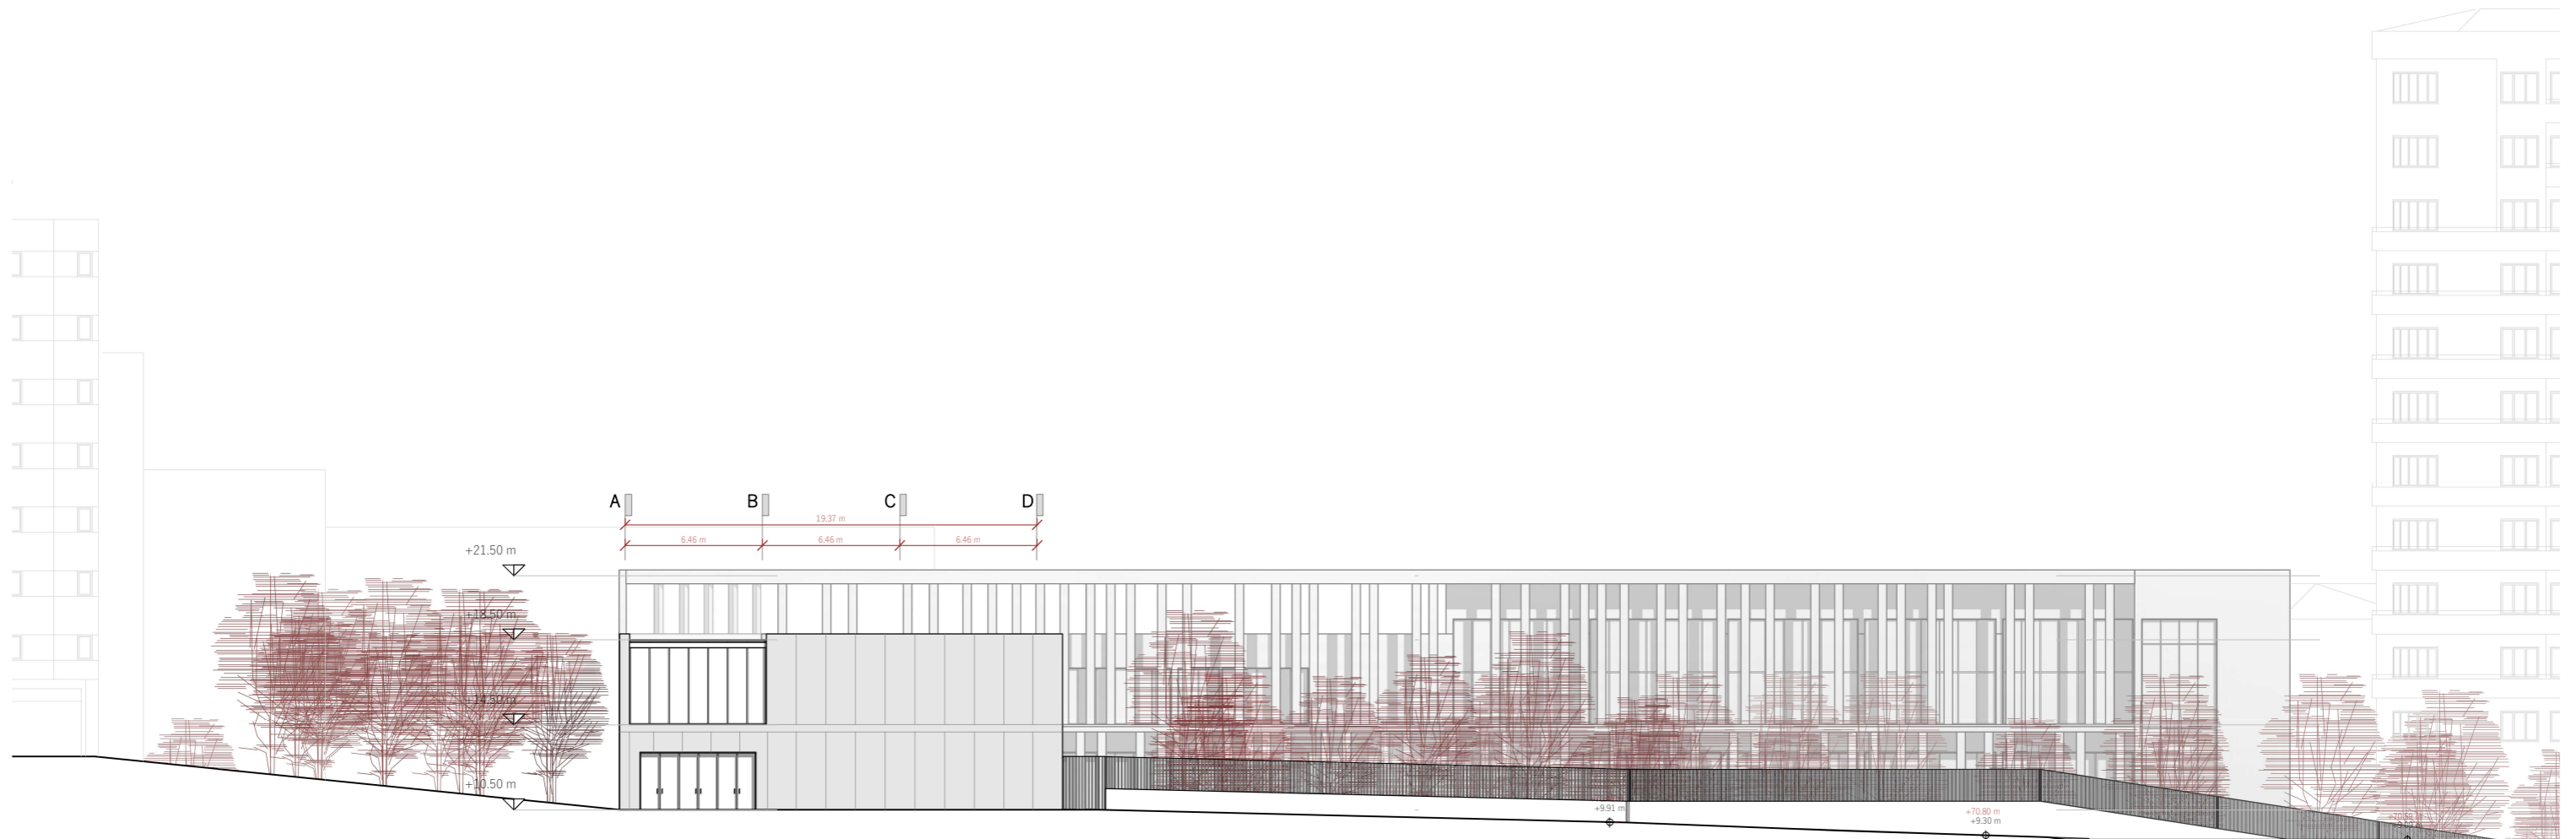 A B C D
19.37 m
6.46 m 6.46 m 6.46 m
+21.50 m
+18.50 m
+14.50 m
+10.50 m
+9.91 m
+70.80 m
+9.30 m